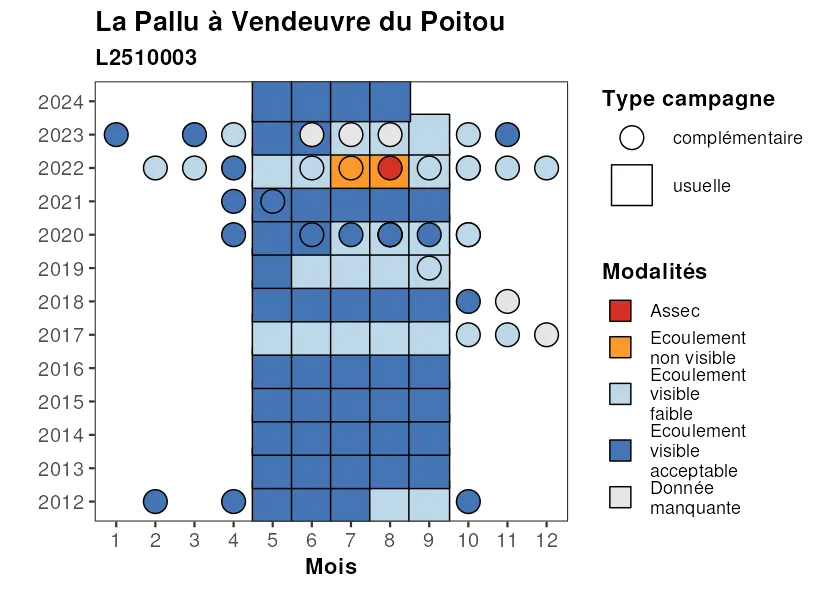 La Pallu à Vendeuvre du Poitou
L2510003
2024
2023
2022
2021
2020
2019
2018
2017
2016
2015
2014
2013
2012
1 2 3 4 5 6 7 8 9 10 11 12
Mois
Type campagne
complémentaire
usuelle
Modalités
Assec
Ecoulement
non visible
Ecoulement
visible
faible
Ecoulement
visible
acceptable
Donnée
manquante